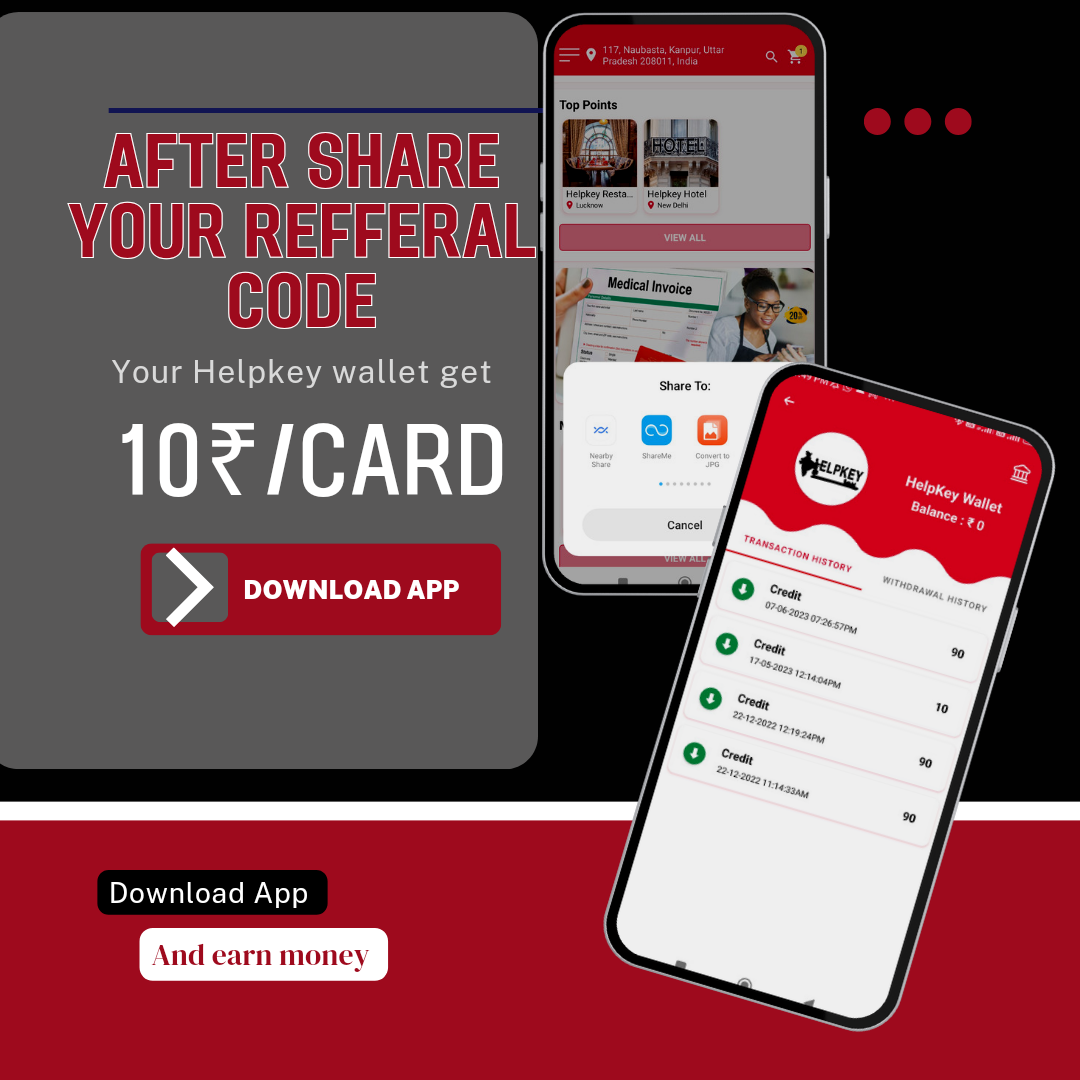 AFTER SHARE
YOUR REFFERAL
CODE
Your Helpkey wallet get
10₹/CARD
DOWNLOAD APP
Download App
And earn money
117, Naubasta, Kanpur, Uttar
Pradesh 208011, India
1
Top Points
HOTEL
Helpkey Resta...
Helpkey Hotel
Lucknow
New Delhi
VIEW ALL
Medical Invoice
20
Share To:
Nearby
Share
ShareMe
Convert to
JPG
Cancel
VIEW ALL
HELPKEY
HelpKey Wallet
Balance : ₹ 0
TRANSACTION HISTORY
WITHDRAWAL HISTORY
Credit
07-06-2023 07:26:57PM
90
Credit
17-05-2023 12:14:04PM
10
Credit
22-12-2022 12:19:24PM
90
Credit
22-12-2022 11:14:33AM
90